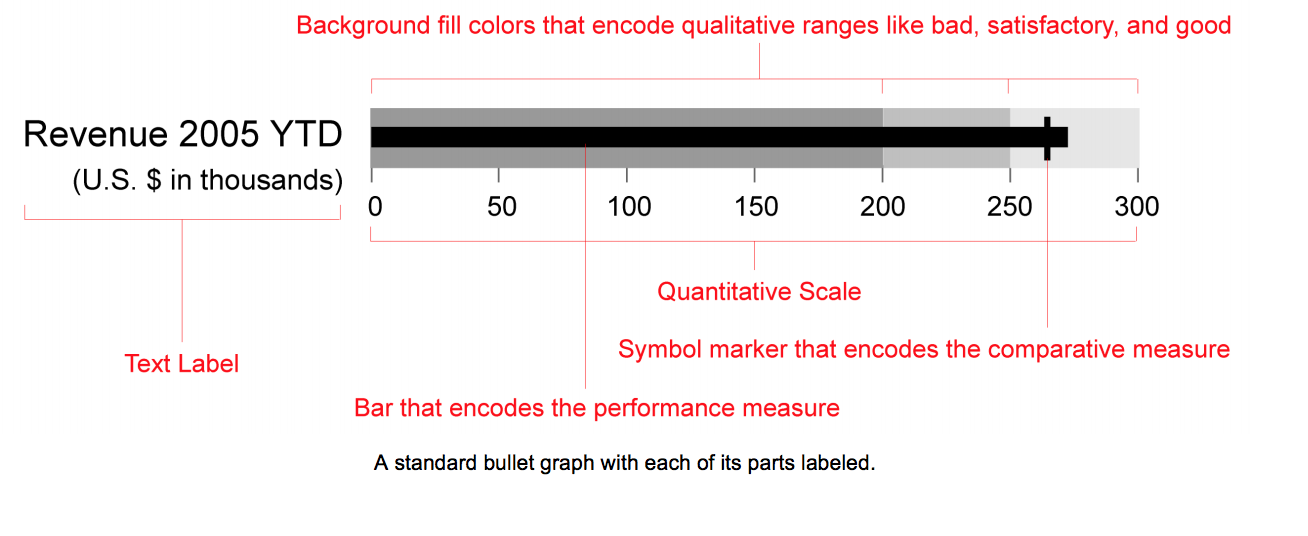 Background fill colors that encode qualitative ranges like bad, satisfactory, and good
Revenue 2005 YTD
(U.S. $ in thousands)
0 50 100 150 200 250 300
Quantitative Scale
Symbol marker that encodes the comparative measure
Text Label
Bar that encodes the performance measure
A standard bullet graph with each of its parts labeled.